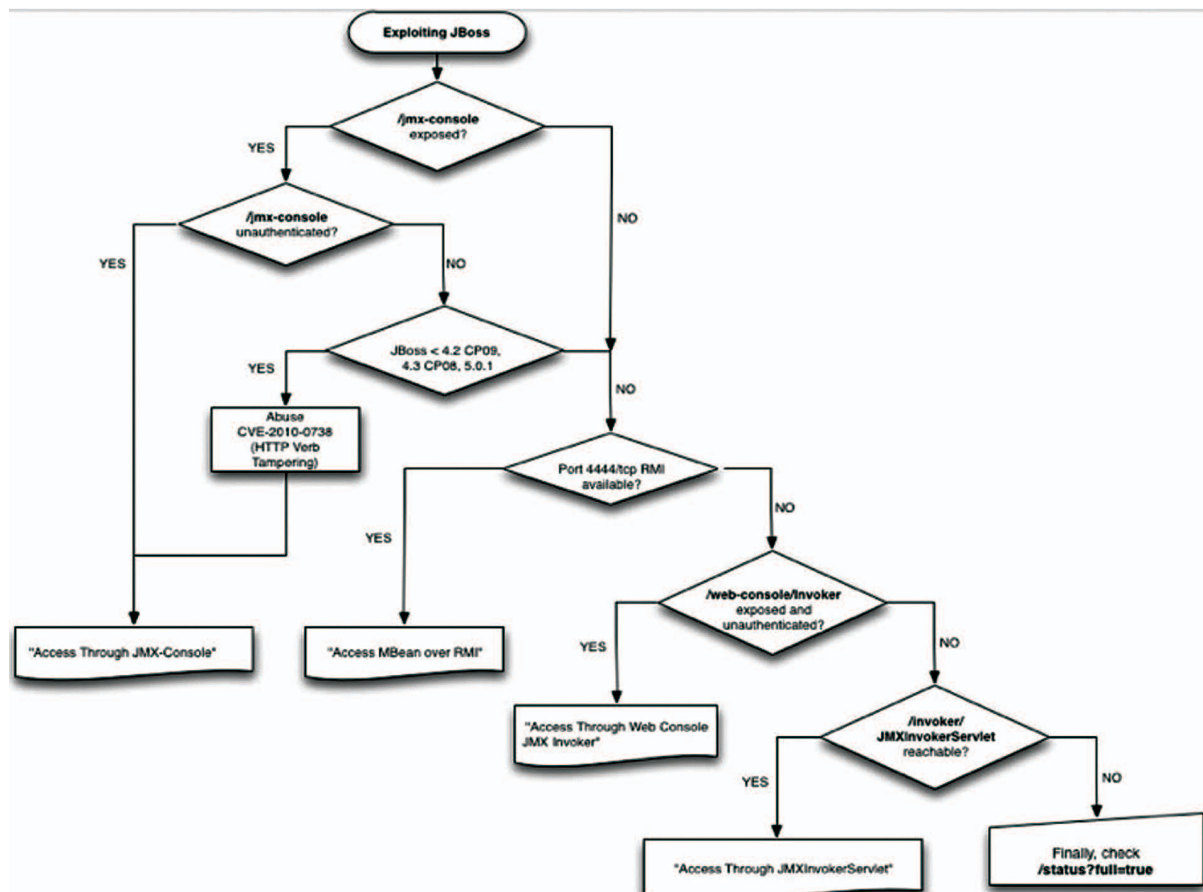 Exploiting JBoss
/jmx-console
exposed?
YES
NO
/jmx-console
unauthenticated?
YES
NO
JBoss < 4.2 CP09,
4.3 CP08, 5.0.1
YES
NO
Abuse
CVE-2010-0738
(HTTP Verb
Tampering)
Port 4444/tcp RMI
available?
YES
NO
/web-console/Invoker
exposed and
unauthenticated?
YES
NO
"Access Through JMX-Console"
"Access MBean over RMI"
"Access Through Web Console
JMX Invoker"
/invoker/
JMXInvokerServlet
reachable?
YES
NO
"Access Through JMXInvokerServlet"
Finally, check
/status?full=true